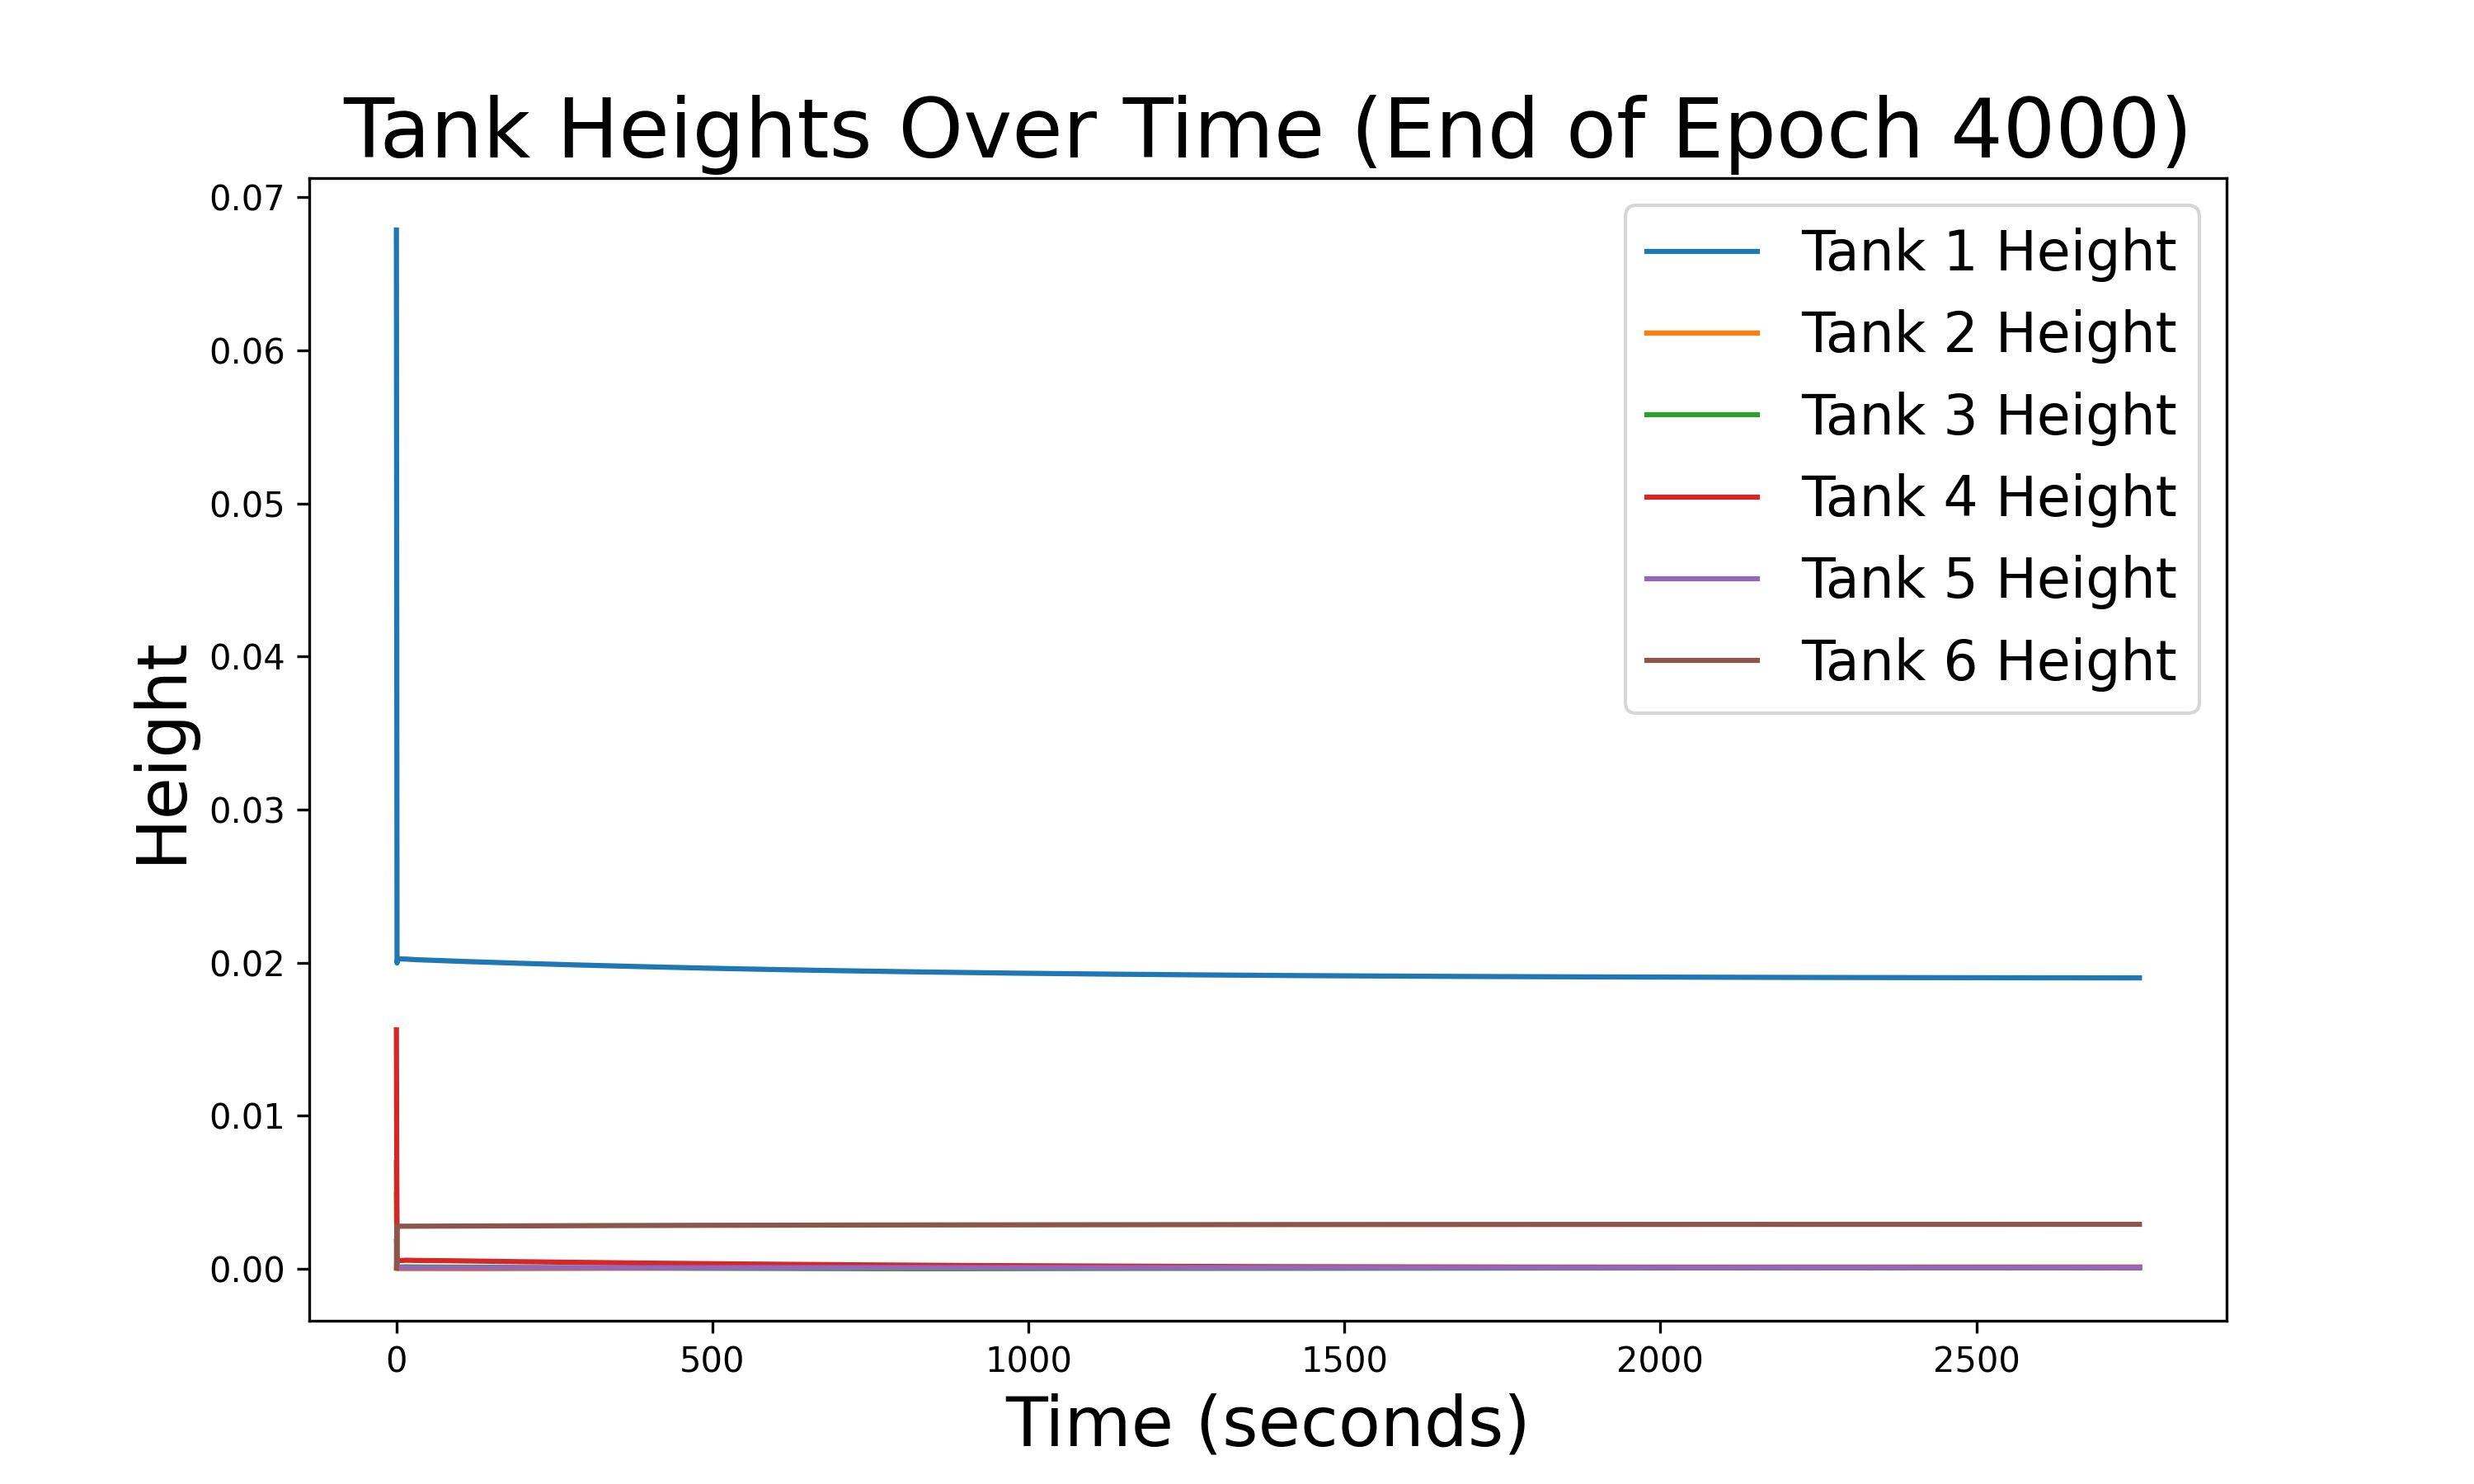 Tank Heights Over Time (End of Epoch 4000)
0.07
0.06
0.05
0.04
0.03
0.02
0.01
0.00
Height
Tank 1 Height
Tank 2 Height
Tank 3 Height
Tank 4 Height
Tank 5 Height
Tank 6 Height
0 500 1000 1500 2000 2500
Time (seconds)